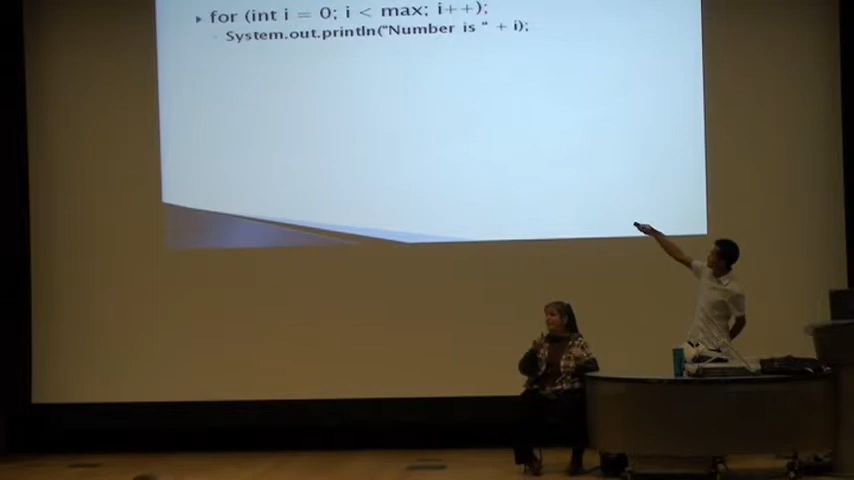 for (int i = 0; i < max; i++);
System.out.println("Number is " + i);